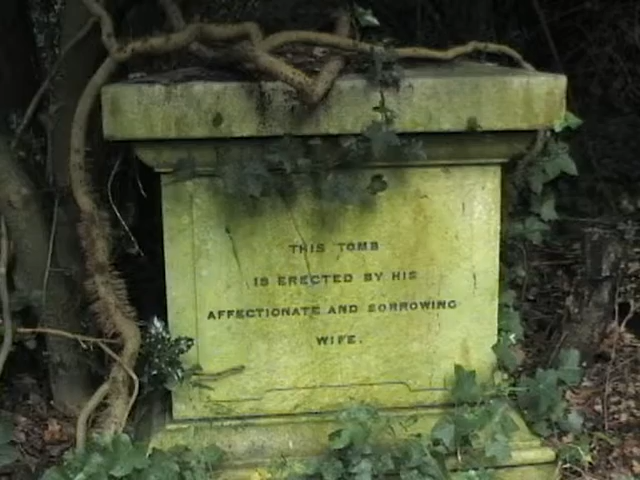 THIS TOMB
IS ERECTED BY HIS
AFFECTIONATE AND SORROWING
WIFE.